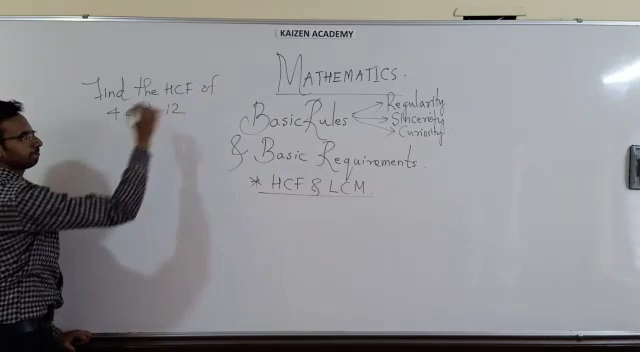 KAIZEN ACADEMY
Find the HCF of
4 12
MATHEMATICS.
Basic Rules
Regularity
Sincerity
Curiosity
& Basic Requirements.
* HCF & LCM